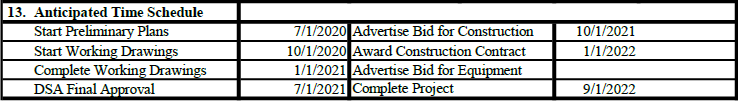 13. Anticipated Time Schedule
Start Preliminary Plans 7/1/2020 Advertise Bid for Construction 10/1/2021
Start Working Drawings 10/1/2020 Award Construction Contract 1/1/2022
Complete Working Drawings 1/1/2021 Advertise Bid for Equipment
DSA Final Approval 7/1/2021 Complete Project 9/1/2022